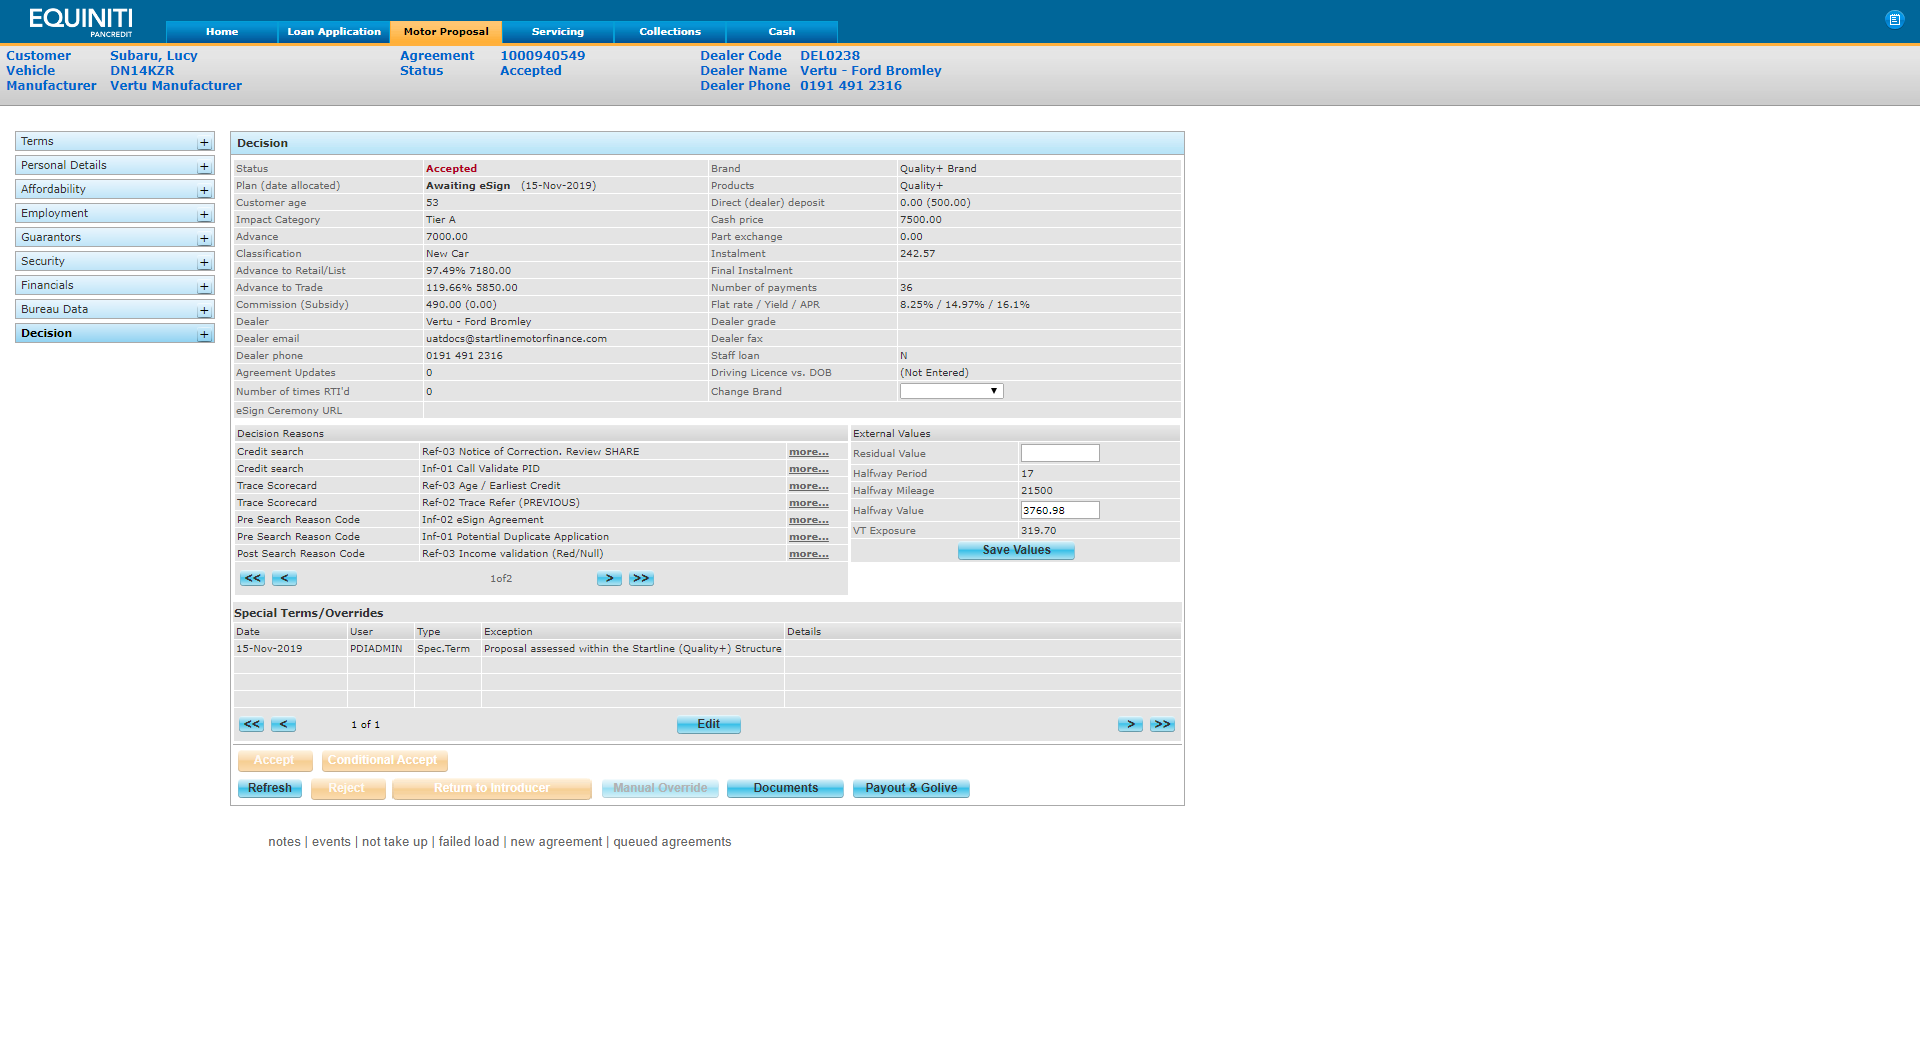 EQUINITI
PANCREDIT
Home Loan Application Motor Proposal Servicing Collections Cash
Customer Subaru, Lucy Agreement 1000940549 Dealer Code DEL0238
Vehicle DN14KZR Status Accepted Dealer Name Vertu - Ford Bromley
Manufacturer Vertu Manufacturer Dealer Phone 0191 491 2316
Terms +
Personal Details +
Affordability +
Employment +
Guarantors +
Security +
Financials +
Bureau Data +
Decision +
Decision
Status Accepted Brand Quality+ Brand
Plan (date allocated) Awaiting eSign (15-Nov-2019) Products Quality+
Customer age 53 Direct (dealer) deposit 0.00 (500.00)
Impact Category Tier A Cash price 7500.00
Advance 7000.00 Part exchange 0.00
Classification New Car Instalment 242.57
Advance to Retail/List 97.49% 7180.00 Final Instalment
Advance to Trade 119.66% 5850.00 Number of payments 36
Commission (Subsidy) 490.00 (0.00) Flat rate / Yield / APR 8.25% / 14.97% / 16.1%
Dealer Vertu - Ford Bromley Dealer grade
Dealer email uatdocs@startlinemotorfinance.com Dealer fax
Dealer phone 0191 491 2316 Staff loan N
Agreement Updates 0 Driving Licence vs. DOB (Not Entered)
Number of times RTI'd 0 Change Brand
eSign Ceremony URL
Decision Reasons
Credit search Ref-03 Notice of Correction. Review SHARE more...
Credit search Inf-01 Call Validate PID more...
Trace Scorecard Ref-03 Age / Earliest Credit more...
Trace Scorecard Ref-02 Trace Refer (PREVIOUS) more...
Pre Search Reason Code Inf-02 eSign Agreement more...
Pre Search Reason Code Inf-01 Potential Duplicate Application more...
Post Search Reason Code Ref-03 Income validation (Red/Null) more...
<< < 1of2 > >>
External Values
Residual Value
Halfway Period 17
Halfway Mileage 21500
Halfway Value 3760.98
VT Exposure 319.70
Save Values
Special Terms/Overrides
Date User Type Exception Details
15-Nov-2019 PDIADMIN Spec.Term Proposal assessed within the Startline (Quality+) Structure
<< < 1 of 1 Edit > >>
Accept Conditional Accept
Refresh Reject Return to Introducer Manual Override Documents Payout & Golive
notes | events | not take up | failed load | new agreement | queued agreements